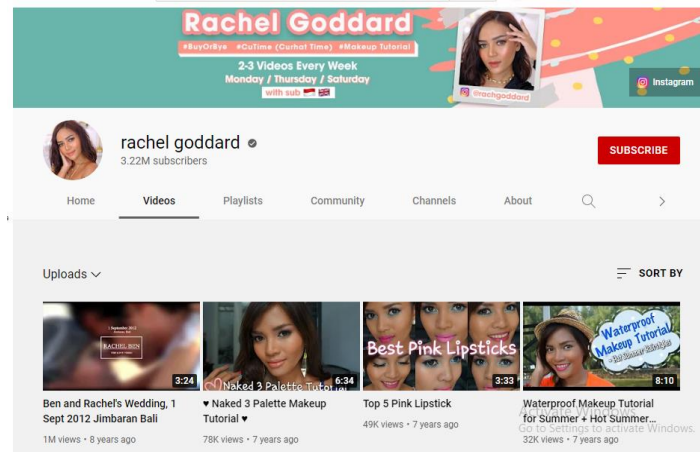 Rachel Goddard
#BuyOrBye #CuTime (Curhat Time) #Makeup Tutorial
2-3 Videos Every Week
Monday / Thursday / Saturday
with sub
@rachgoddard
Instagram
rachel goddard
3.22M subscribers
SUBSCRIBE
Home Videos Playlists Community Channels About
Uploads
SORT BY
1 September 2012
RACHEL BEN
3:24
Naked 3 Palette Tutorial
6:34
Best Pink Lipsticks
3:33
Waterproof
Makeup Tutorial
8:10
Ben and Rachel's Wedding, 1
Sept 2012 Jimbaran Bali
1M views • 8 years ago
♥ Naked 3 Palette Makeup
Tutorial ♥
78K views • 7 years ago
Top 5 Pink Lipstick
49K views • 7 years ago
Waterproof Makeup Tutorial
for Summer + Hot Summer...
32K views • 7 years ago
Activate Windows
Go to Settings to activate Windows.